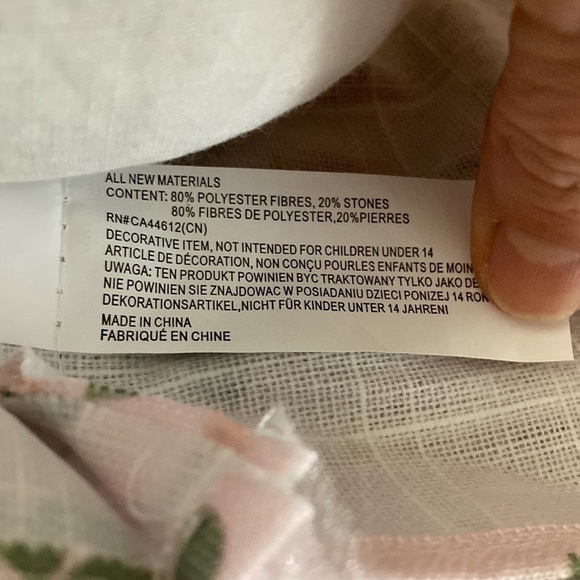 ALL NEW MATERIALS
CONTENT: 80% POLYESTER FIBRES, 20% STONES
80% FIBRES DE POLYESTER,20%PIERRES
RN#CA44612(CN)
DECORATIVE ITEM, NOT INTENDED FOR CHILDREN UNDER 14
ARTICLE DE DÉCORATION, NON CONÇU POURLES ENFANTS DE MOIN
UWAGA: TEN PRODUKT POWINIEN BYĆ TRAKTOWANY TYLKO JAKO
NIE POWINIEN SIE ZNAJDOWAC W POSIADANIU DZIECI PONIZEJ 14 ROK
DEKORATIONSARTIKEL,NICHT FÜR KINDER UNTER 14 JAHRENI
MADE IN CHINA
FABRIQUÉ EN CHINE